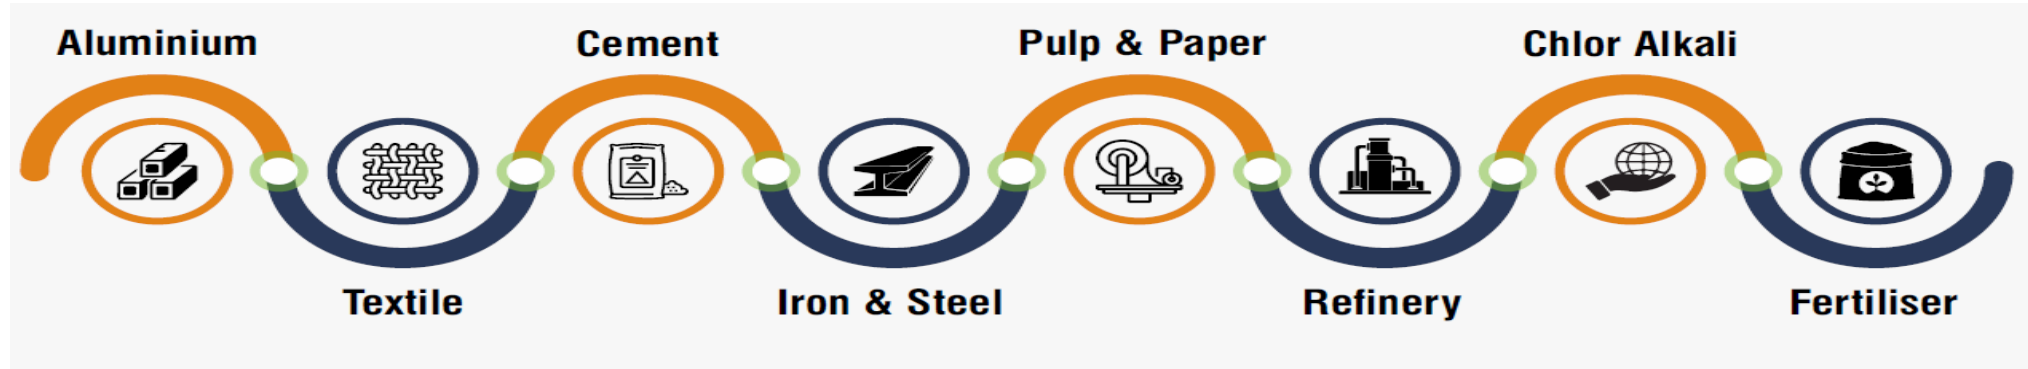 Aluminium
Cement
Pulp & Paper
Chlor Alkali
Textile
Iron & Steel
Refinery
Fertiliser